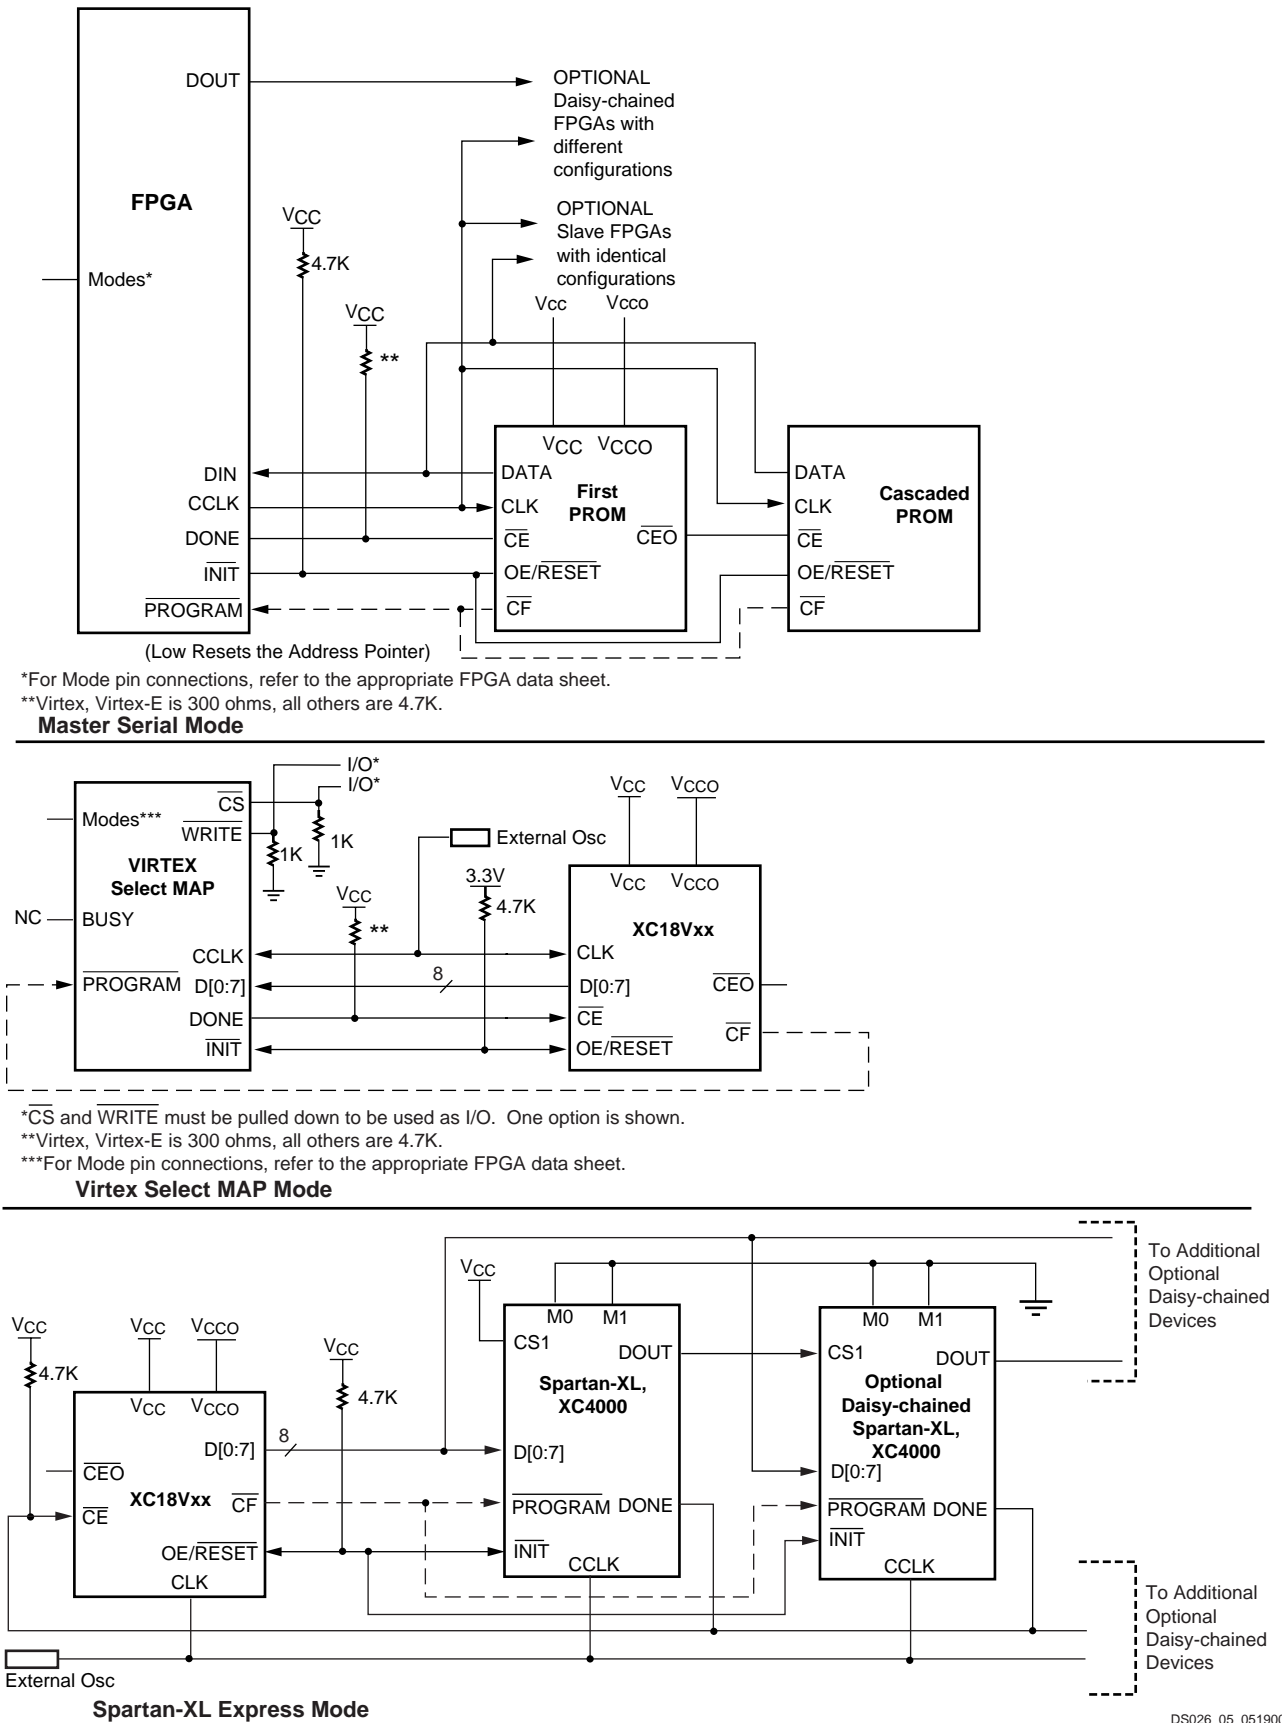 DOUT
OPTIONAL
Daisy-chained
FPGAs with
different
configurations
FPGA
VCC
OPTIONAL
Slave FPGAs
with identical
configurations
4.7K
Modes*
VCC
**
Vcc
Vcco
VCC VCCO
DIN
DATA
DATA
CCLK
CLK
First
PROM
CLK
Cascaded
PROM
DONE
CE
CEO
CE
INIT
OE/RESET
OE/RESET
PROGRAM
CF
CF
(Low Resets the Address Pointer)
*For Mode pin connections, refer to the appropriate FPGA data sheet.
**Virtex, Virtex-E is 300 ohms, all others are 4.7K.
Master Serial Mode
I/O*
I/O*
CS
Modes***
WRITE
1K
1K
External Osc
VCC
VCCO
VIRTEX
Select MAP
VCC
**
3.3V
4.7K
VCC
VCCO
NC
BUSY
XC18Vxx
CCLK
CLK
PROGRAM
D[0:7]
8
D[0:7]
CEO
DONE
CE
CF
INIT
OE/RESET
*CS and WRITE must be pulled down to be used as I/O. One option is shown.
**Virtex, Virtex-E is 300 ohms, all others are 4.7K.
***For Mode pin connections, refer to the appropriate FPGA data sheet.
Virtex Select MAP Mode
To Additional
Optional
Daisy-chained
Devices
VCC
M0 M1
M0 M1
VCC
VCC
VCCO
VCC
CS1
DOUT
CS1
DOUT
4.7K
4.7K
Spartan-XL,
XC4000
Optional
Daisy-chained
Spartan-XL,
XC4000
VCC
VCCO
D[0:7]
8
D[0:7]
D[0:7]
CEO
XC18Vxx
CF
PROGRAM DONE
PROGRAM DONE
CE
OE/RESET
INIT
INIT
CLK
CCLK
CCLK
To Additional
Optional
Daisy-chained
Devices
External Osc
Spartan-XL Express Mode
DS026_05_051900